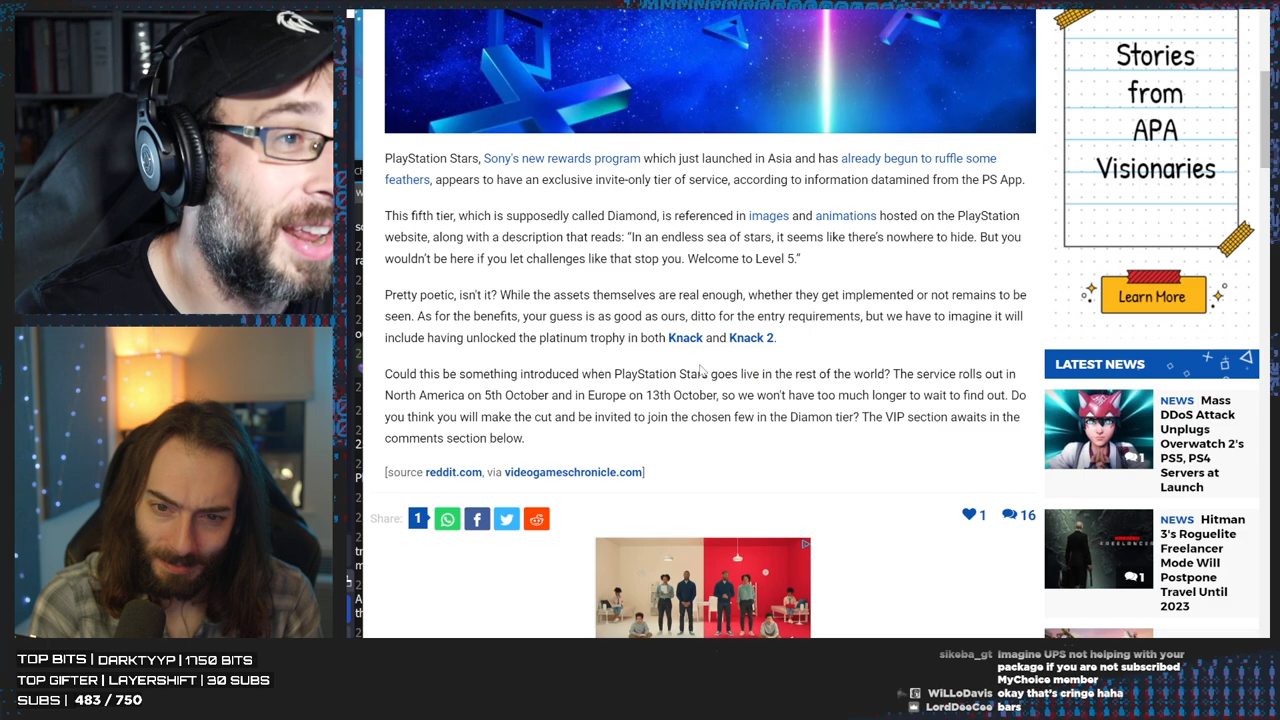 PlayStation Stars, Sony's new rewards program which just launched in Asia and has already begun to ruffle some
feathers, appears to have an exclusive invite-only tier of service, according to information datamined from the PS App.
This fifth tier, which is supposedly called Diamond, is referenced in images and animations hosted on the PlayStation
website, along with a description that reads: “In an endless sea of stars, it seems like there's nowhere to hide. But you
wouldn't be here if you let challenges like that stop you. Welcome to Level 5.”
Pretty poetic, isn't it? While the assets themselves are real enough, whether they get implemented or not remains to be
seen. As for the benefits, your guess is as good as ours, ditto for the entry requirements, but we have to imagine it will
include having unlocked the platinum trophy in both Knack and Knack 2.
Could this be something introduced when PlayStation Stars goes live in the rest of the world? The service rolls out in
North America on 5th October and in Europe on 13th October, so we won't have too much longer to wait to find out. Do
you think you will make the cut and be invited to join the chosen few in the Diamon tier? The VIP section awaits in the
comments section below.
[source reddit.com, via videogameschronicle.com]
Share: 1
1 16
Stories
from
APA
Visionaries
Learn More
LATEST NEWS
NEWS Mass
DDoS Attack
Unplugs
Overwatch 2's
PS5, PS4
Servers at
Launch
1
NEWS Hitman
3's Roguelite
Freelancer
Mode Will
Postpone
Travel Until
2023
1
TOP BITS | DARKTYYP | 1750 BITS
TOP GIFTER | LAYERSHIFT | 30 SUBS
SUBS | 483 / 750
sikeba_gt Imagine UPS not helping with your
package if you are not subscribed
MyChoice member
WiLLoDavis okay that's cringe haha
LordDeeCee bars